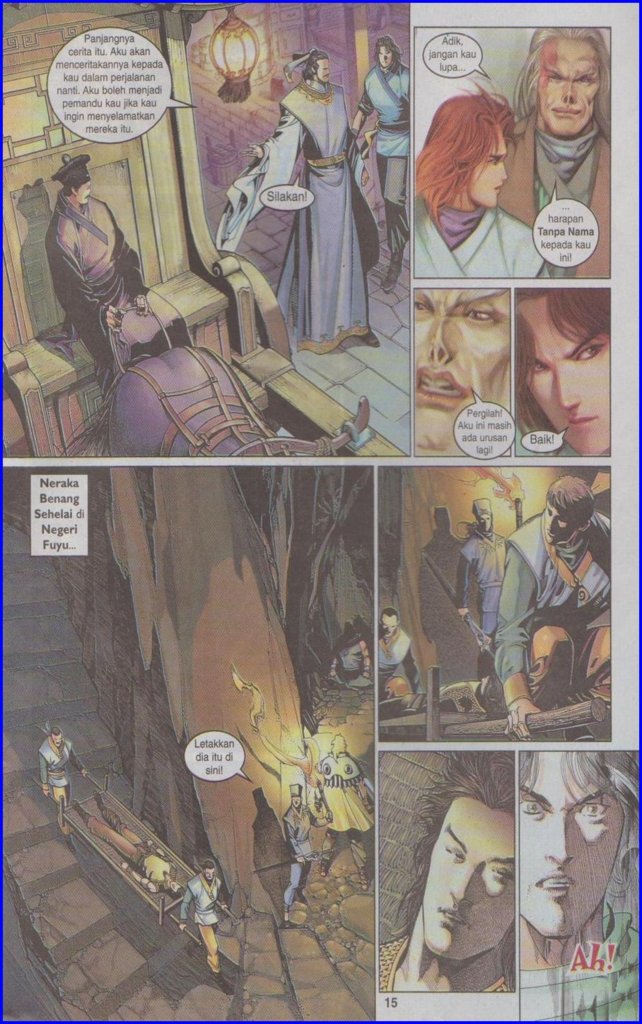 Panjangnya
cerita itu. Aku akan
menceritakannya kepada
kau dalam perjalanan
nanti. Aku boleh menjadi
pemandu kau jika kau
ingin menyelamatkan
mereka itu.
Silakan!
Adik,
jangan kau
lupa...
...
harapan
Tanpa Nama
kepada kau
ini!
Pergilah!
Aku ini masih
ada urusan
lagi!
Baik!
Neraka
Benang
Sehelai di
Negeri
Fuyu...
Letakkan
dia itu di
sini!
Ah!
15